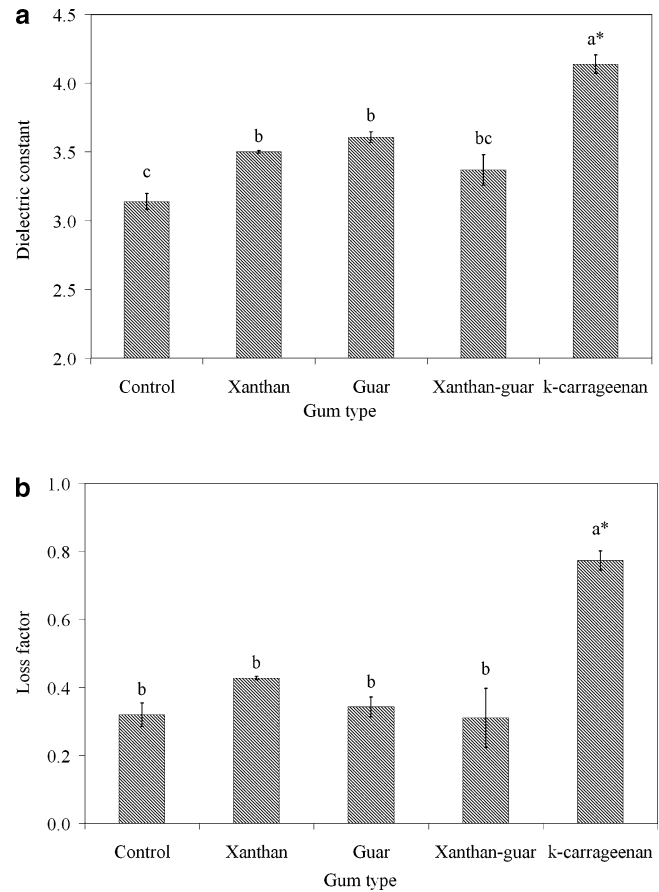 a
4.5
4.0
3.5
3.0
2.5
2.0
Dielectric constant
c
b
b
bc
a*
Control Xanthan Guar Xanthan-guar k-carrageenan
Gum type
b
1.0
0.8
0.6
0.4
0.2
0.0
Loss factor
b
b
b
b
a*
Control Xanthan Guar Xanthan-guar k-carrageenan
Gum type